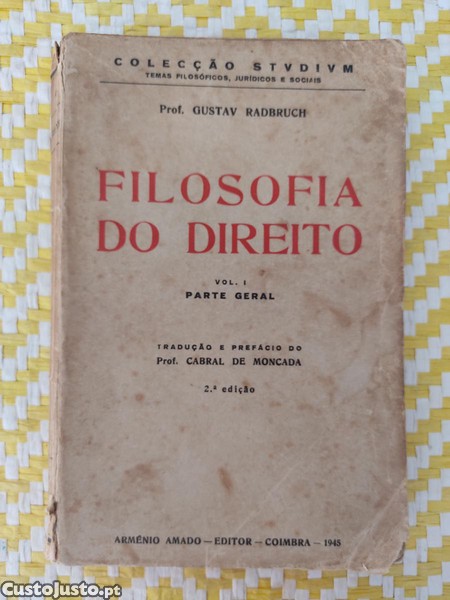 COLECÇÃO STVDIVM
TEMAS FILOSÓFICOS, JURÍDICOS E SOCIAIS
Prof. GUSTAV RADBRUCH
FILOSOFIA
DO DIREITO
VOL. I
PARTE GERAL
TRADUÇÃO E PREFÁCIO DO
Prof. CABRAL DE MONCADA
2.ª edição
ARMÉNIO AMADO — EDITOR — COIMBRA — 1945
CustoJusto.pt